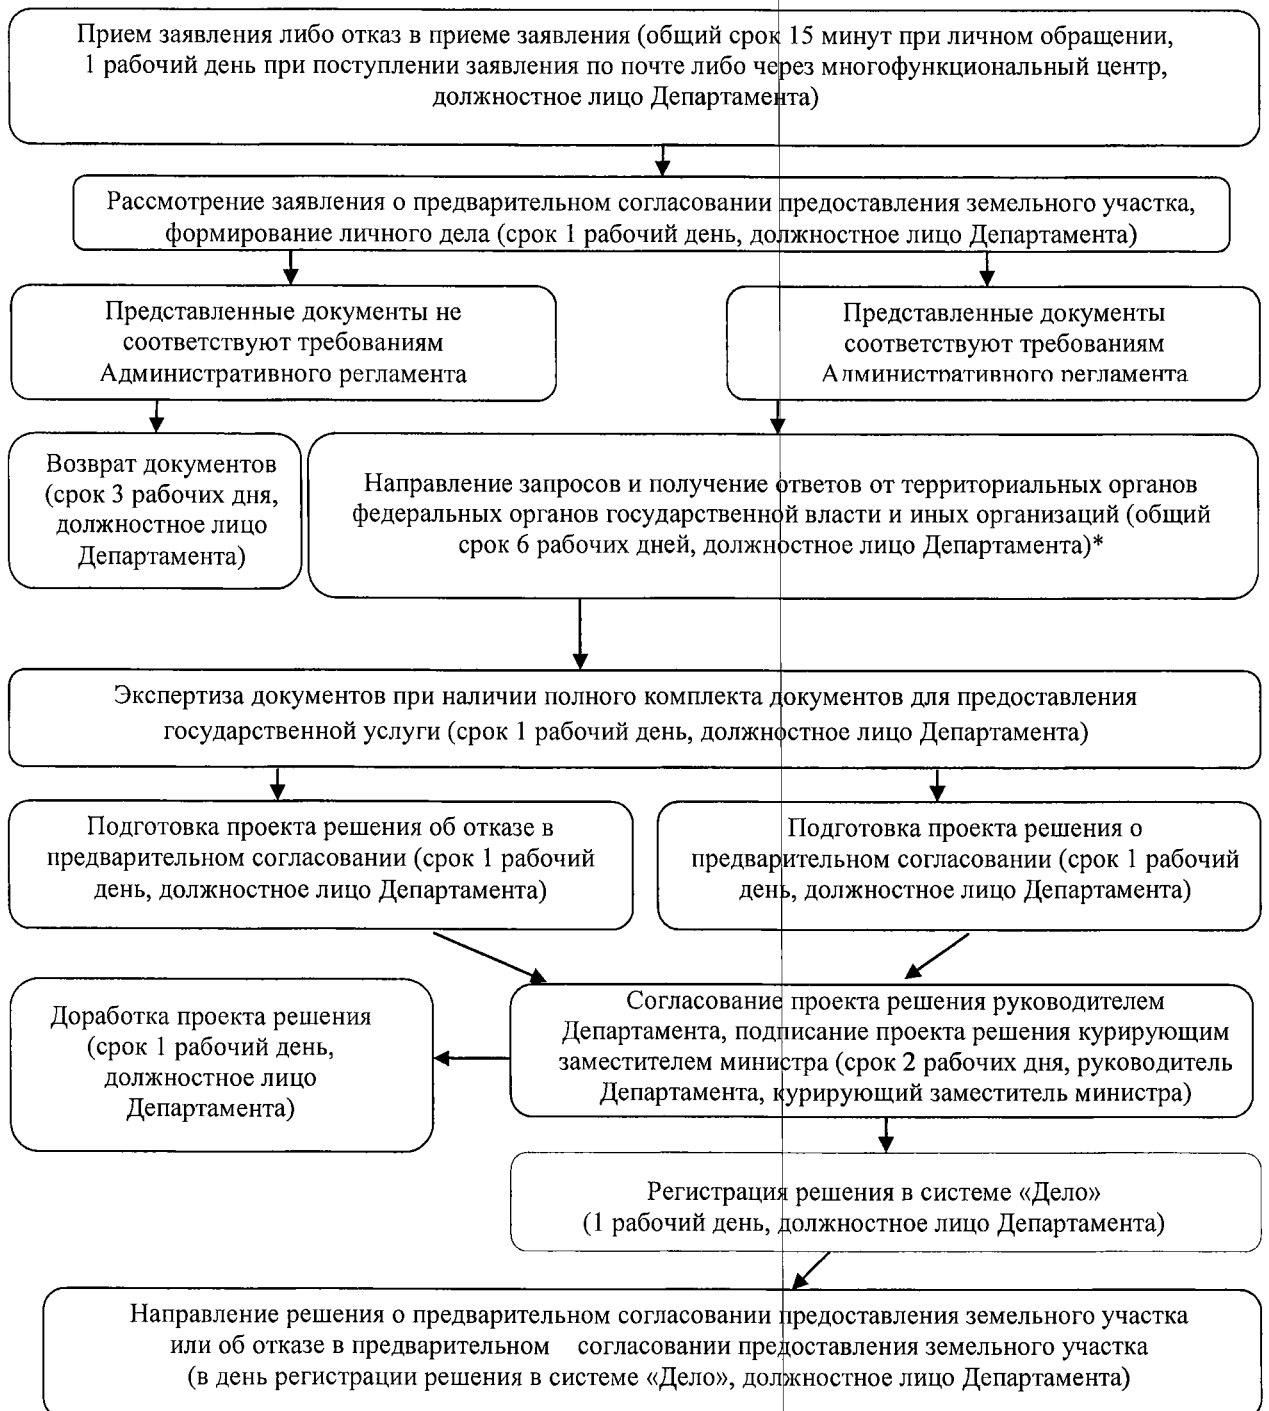 Прием заявления либо отказ в приеме заявления (общий срок 15 минут при личном обращении,
1 рабочий день при поступлении заявления по почте либо через многофункциональный центр,
должностное лицо Департамента)
Рассмотрение заявления о предварительном согласовании предоставления земельного участка,
формирование личного дела (срок 1 рабочий день, должностное лицо Департамента)
Представленные документы не
соответствуют требованиям
Административного регламента
Представленные документы
соответствуют требованиям
Административного регламента
Возврат документов
(срок 3 рабочих дня,
должностное лицо
Департамента)
Направление запросов и получение ответов от территориальных органов
федеральных органов государственной власти и иных организаций (общий
срок 6 рабочих дней, должностное лицо Департамента)*
Экспертиза документов при наличии полного комплекта документов для предоставления
государственной услуги (срок 1 рабочий день, должностное лицо Департамента)
Подготовка проекта решения об отказе в
предварительном согласовании (срок 1 рабочий
день, должностное лицо Департамента)
Подготовка проекта решения о
предварительном согласовании (срок 1 рабочий
день, должностное лицо Департамента)
Согласование проекта решения руководителем
Департамента, подписание проекта решения курирующим
заместителем министра (срок 2 рабочих дня, руководитель
Департамента, курирующий заместитель министра)
Доработка проекта решения
(срок 1 рабочий день,
должностное лицо
Департамента)
Регистрация решения в системе «Дело»
(1 рабочий день, должностное лицо Департамента)
Направление решения о предварительном согласовании предоставления земельного участка
или об отказе в предварительном согласовании предоставления земельного участка
(в день регистрации решения в системе «Дело», должностное лицо Департамента)